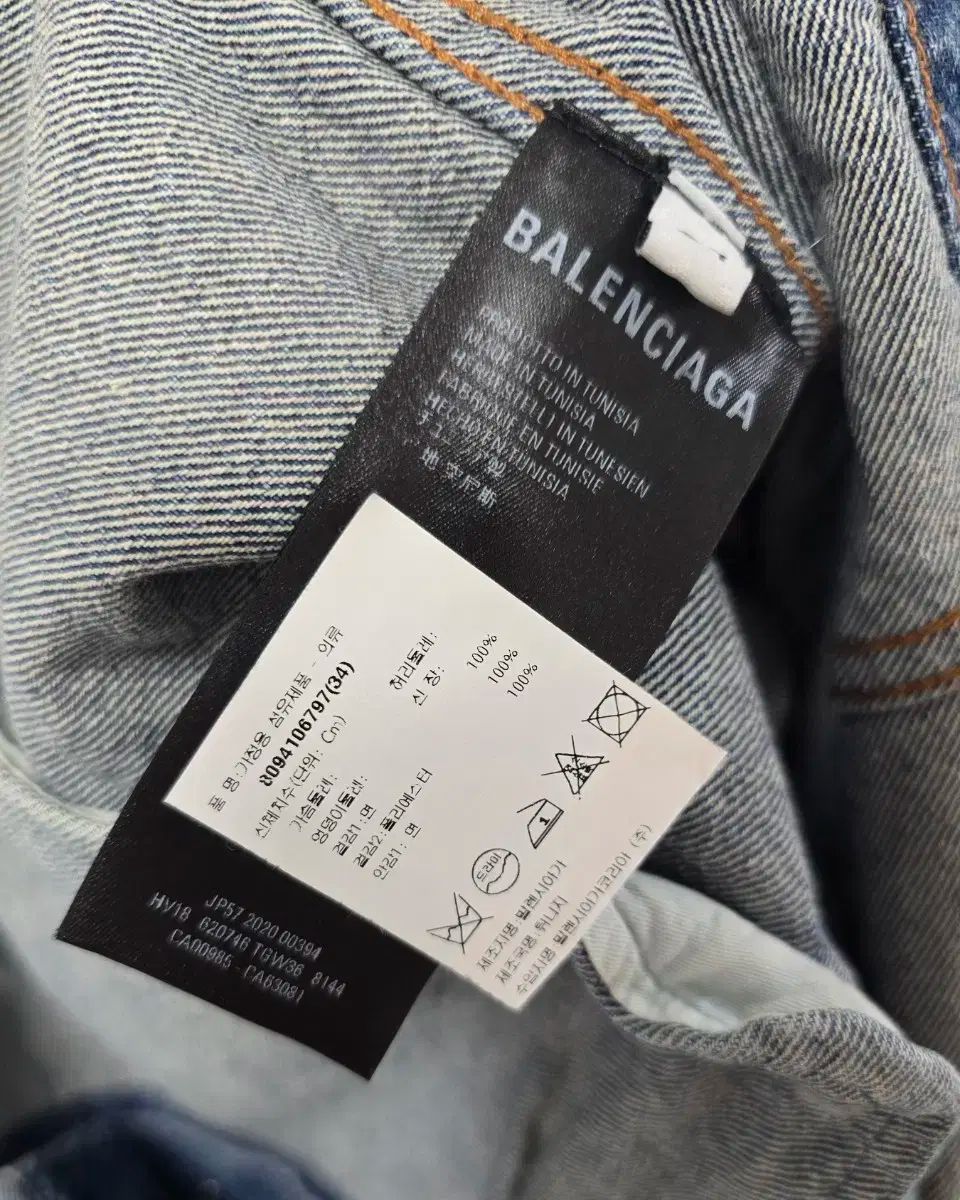 BALENCIAGA
PRODOTTO IN TUNISIA
MADE IN TUNISIA
HERGESTELLT IN TUNESIEN
FABRIQUE EN TUNISIE
HECHO EN TUNISIA
チュニジア製
突尼斯
품 명:가정용 섬유제품 - 의류
8094106797(34)
신체치수(단위: Cm)
가슴둘레:
허리둘레:
엉덩이둘레:
신 장:
겉감1:면 100%
겉감2:폴리에스터 100%
안감1:면 100%
1
드라이
제조자명:발렌시아가
제조국명:튀니지
수입자명:발렌시아가코리아 (주)
JP57 2020 00394
HV18 620746 TGW36 8144
CA00985 - CA63081